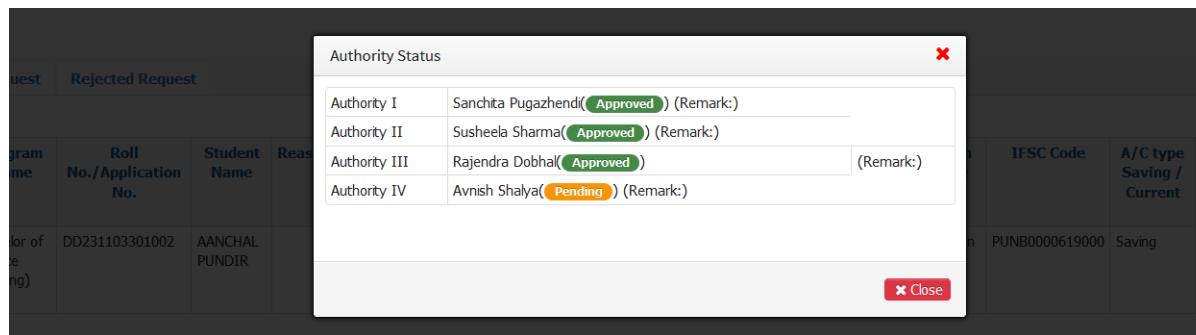 Authority Status
uest Rejected Request
Authority I Sanchita Pugazhendi( Approved ) (Remark:)
Authority II Susheela Sharma( Approved ) (Remark:)
Authority III Rajendra Dobhal( Approved ) (Remark:)
Authority IV Avnish Shalya( Pending ) (Remark:)
gram Roll Student Reas IFSC Code A/C type
me No./Application Name Saving /
No. Current
elor of DD231103301002 AANCHAL n PUNB0000619000 Saving
ce PUNDIR
ng)
Close